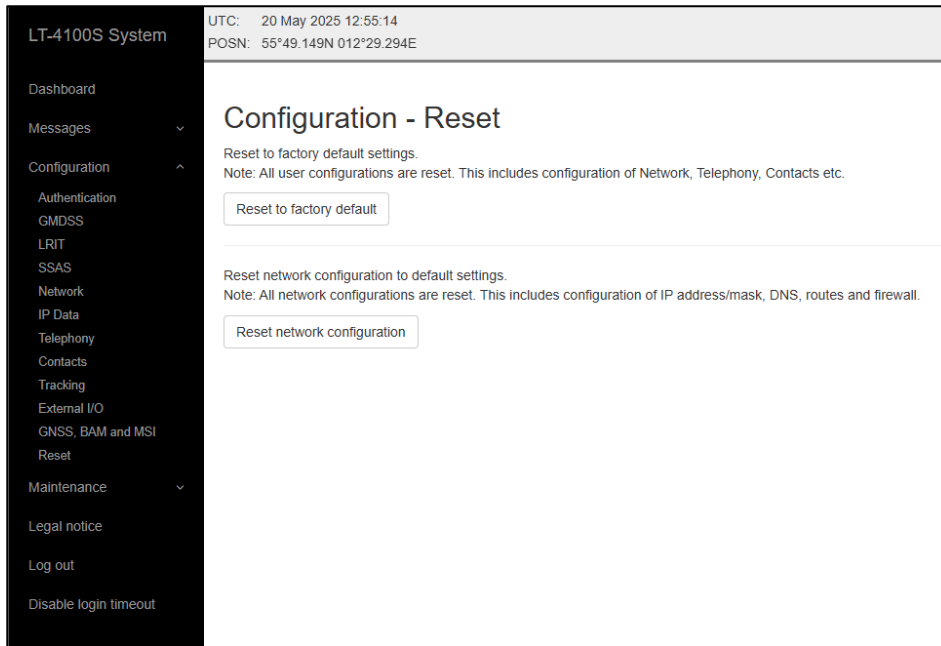 LT-4100S System
UTC: 20 May 2025 12:55:14
POSN: 55°49.149N 012°29.294E
Dashboard
Messages
Configuration
Authentication
GMDSS
LRIT
SSAS
Network
IP Data
Telephony
Contacts
Tracking
External I/O
GNSS, BAM and MSI
Reset
Maintenance
Legal notice
Log out
Disable login timeout
Configuration - Reset
Reset to factory default settings.
Note: All user configurations are reset. This includes configuration of Network, Telephony, Contacts etc.
Reset to factory default
Reset network configuration to default settings.
Note: All network configurations are reset. This includes configuration of IP address/mask, DNS, routes and firewall.
Reset network configuration